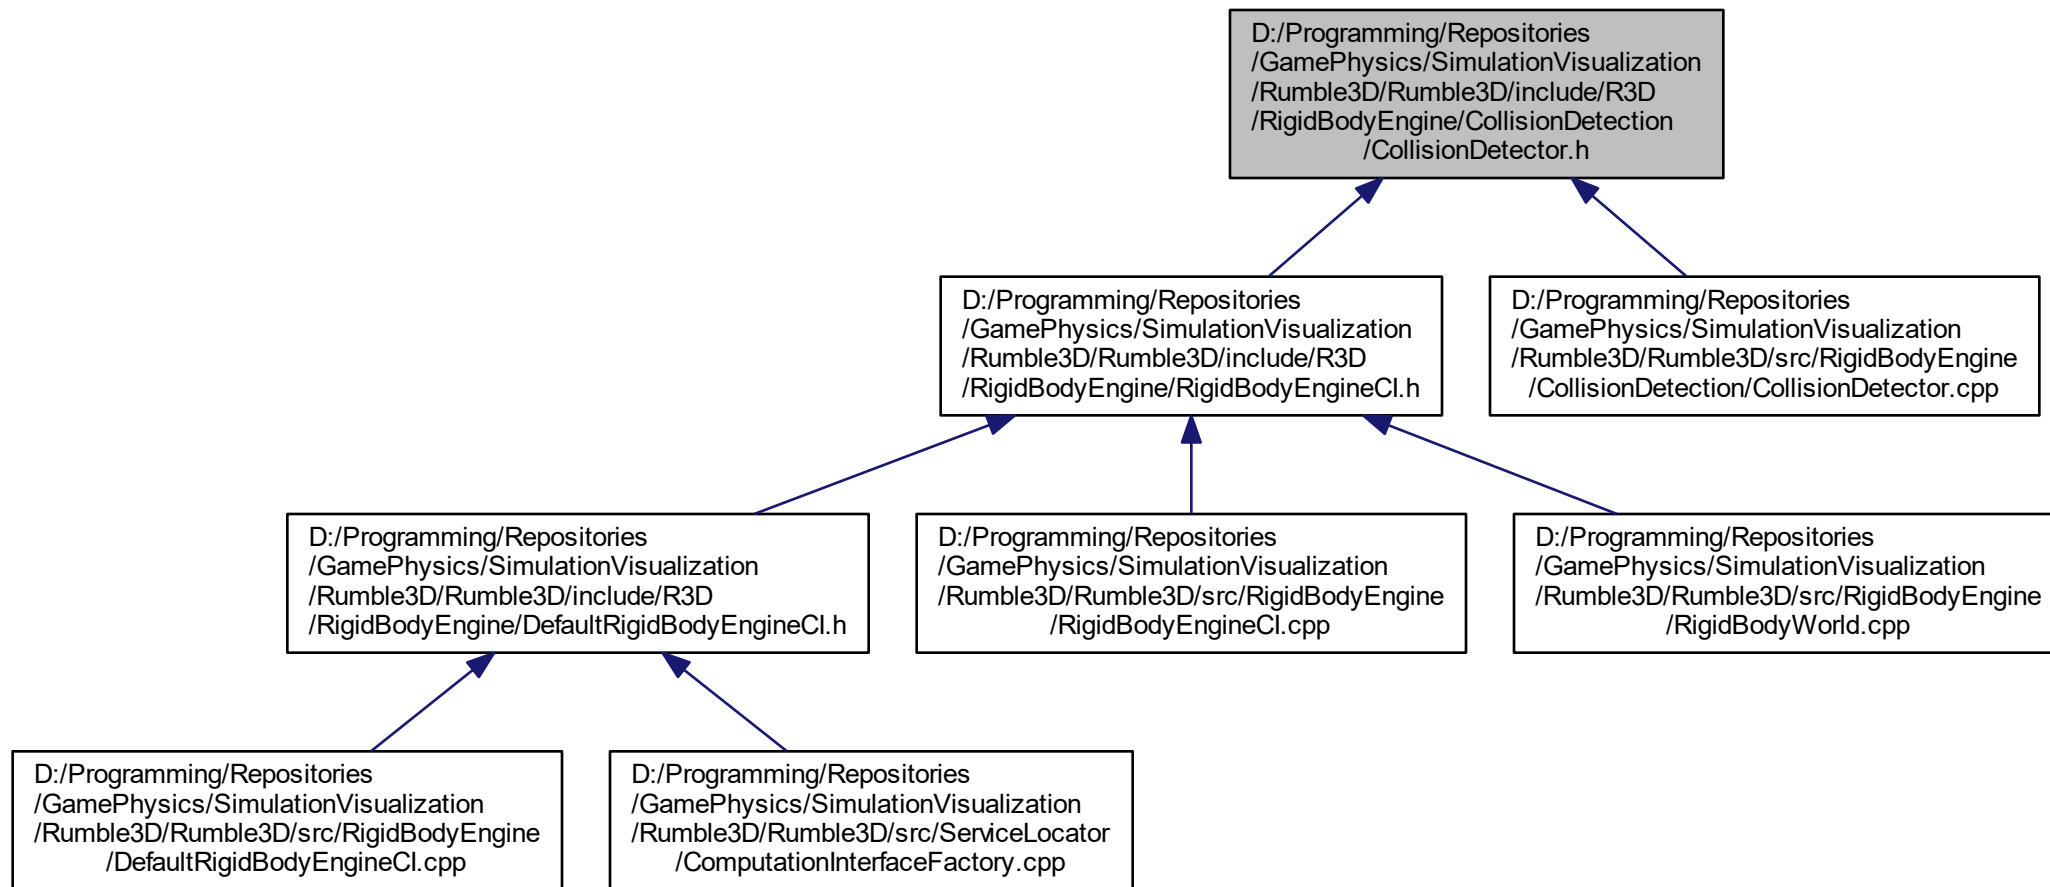 D:/Programming/Repositories
/GamePhysics/SimulationVisualization
/Rumble3D/Rumble3D/include/R3D
/RigidBodyEngine/CollisionDetection
/CollisionDetector.h
D:/Programming/Repositories
/GamePhysics/SimulationVisualization
/Rumble3D/Rumble3D/include/R3D
/RigidBodyEngine/RigidBodyEngineCI.h
D:/Programming/Repositories
/GamePhysics/SimulationVisualization
/Rumble3D/Rumble3D/src/RigidBodyEngine
/CollisionDetection/CollisionDetector.cpp
D:/Programming/Repositories
/GamePhysics/SimulationVisualization
/Rumble3D/Rumble3D/include/R3D
/RigidBodyEngine/DefaultRigidBodyEngineCI.h
D:/Programming/Repositories
/GamePhysics/SimulationVisualization
/Rumble3D/Rumble3D/src/RigidBodyEngine
/RigidBodyEngineCI.cpp
D:/Programming/Repositories
/GamePhysics/SimulationVisualization
/Rumble3D/Rumble3D/src/RigidBodyEngine
/RigidBodyWorld.cpp
D:/Programming/Repositories
/GamePhysics/SimulationVisualization
/Rumble3D/Rumble3D/src/RigidBodyEngine
/DefaultRigidBodyEngineCI.cpp
D:/Programming/Repositories
/GamePhysics/SimulationVisualization
/Rumble3D/Rumble3D/src/ServiceLocator
/ComputationInterfaceFactory.cpp